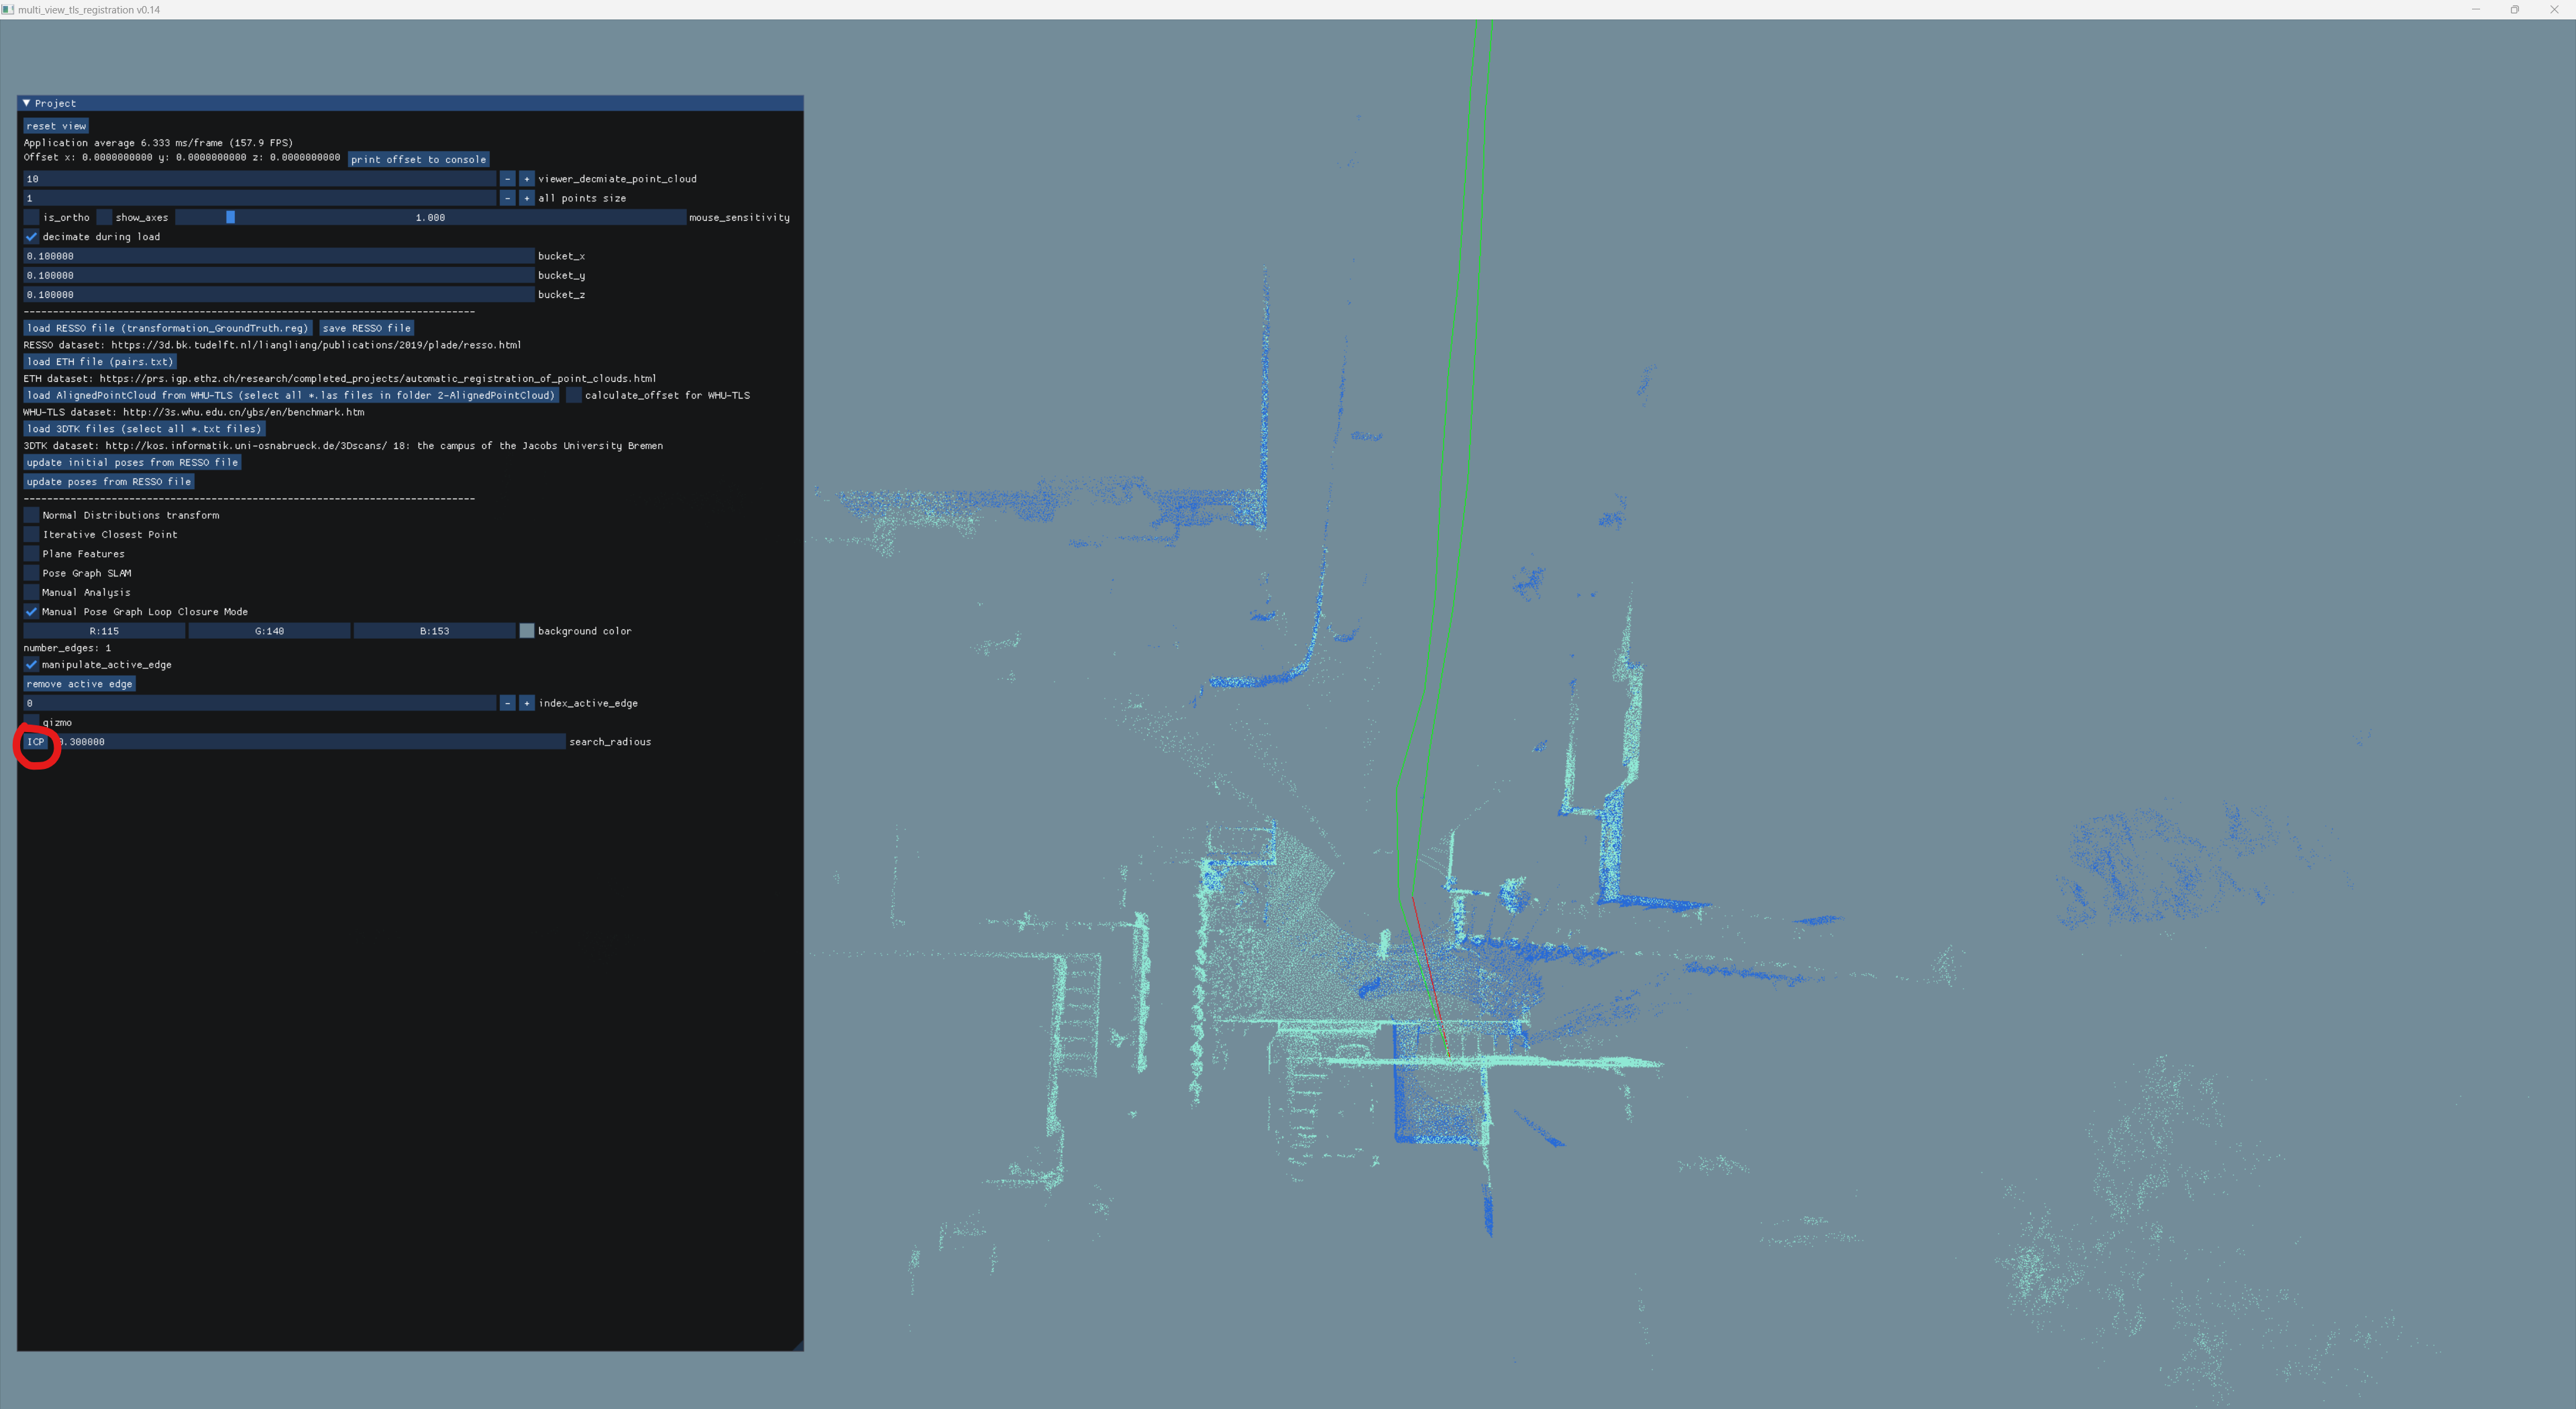 multi_view_tls_registration v0.14
Project
reset view
Application average 6.333 ms/frame (157.9 FPS)
Offset x: 0.0000000000 y: 0.0000000000 z: 0.0000000000 print offset to console
10 - + viewer_decmiate_point_cloud
1 - + all points size
is_ortho show_axes 1.000 mouse_sensitivity
decimate during load
0.100000 bucket_x
0.100000 bucket_y
0.100000 bucket_z
--------------------------------------------------------------------------------
load RESSO file (transformation_GroundTruth.reg) save RESSO file
RESSO dataset: https://3d.bk.tudelft.nl/liangliang/publications/2019/plade/resso.html
load ETH file (pairs.txt)
ETH dataset: https://prs.igp.ethz.ch/research/completed_projects/automatic_registration_of_point_clouds.html
load AlignedPointCloud from WHU-TLS (select all *.las files in folder 2-AlignedPointCloud) calculate_offset for WHU-TLS
WHU-TLS dataset: http://3s.whu.edu.cn/ybs/en/benchmark.htm
load 3DTK files (select all *.txt files)
3DTK dataset: http://kos.informatik.uni-osnabrueck.de/3Dscans/ 18: the campus of the Jacobs University Bremen
update initial poses from RESSO file
update poses from RESSO file
--------------------------------------------------------------------------------
Normal Distributions transform
Iterative Closest Point
Plane Features
Pose Graph SLAM
Manual Analysis
Manual Pose Graph Loop Closure Mode
R:115 G:140 B:153 background color
number_edges: 1
manipulate_active_edge
remove active edge
0 - + index_active_edge
gizmo
ICP 0.300000 search_radious